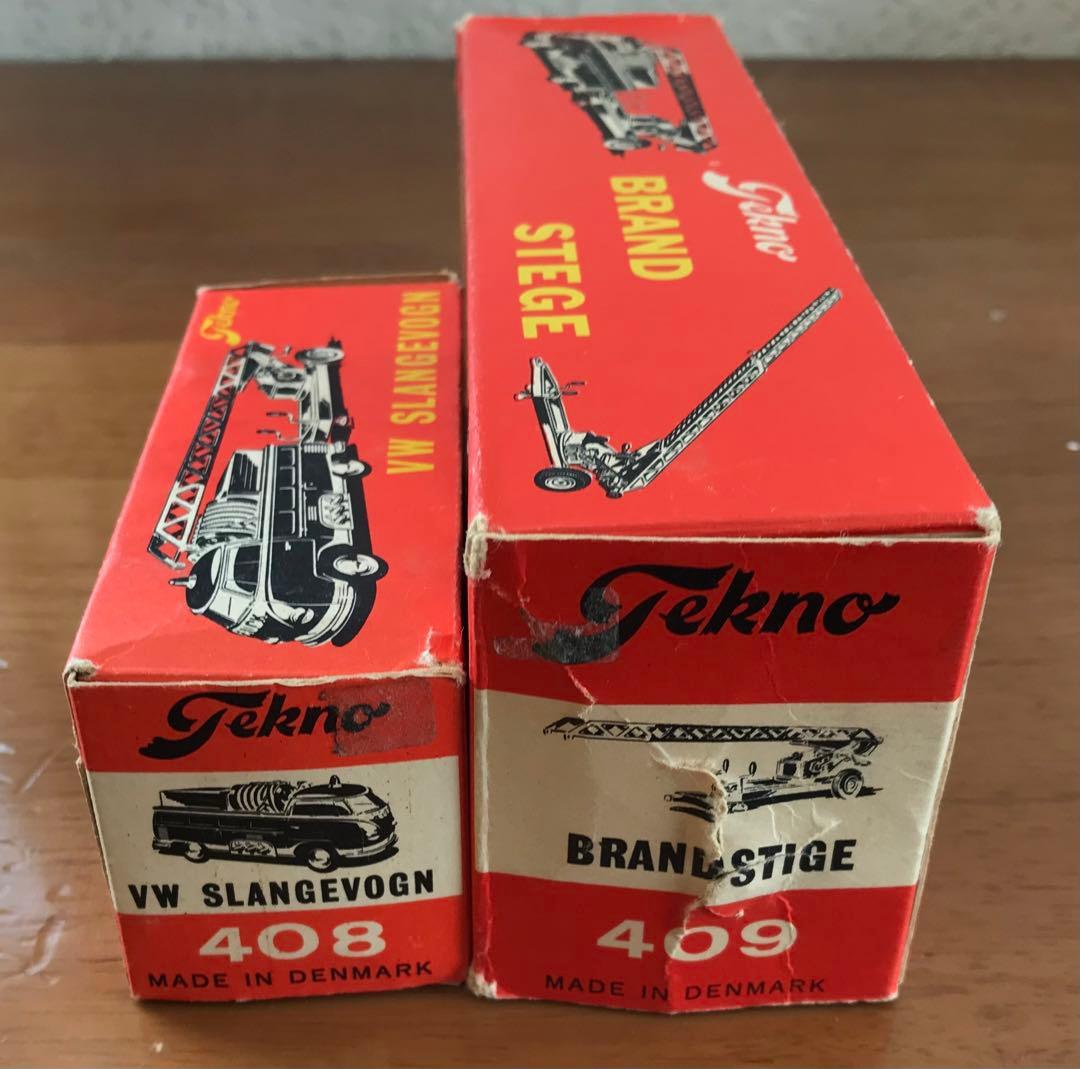 Tekno
VW SLANGEVOGN
Tekno
VW SLANGEVOGN
408
MADE IN DENMARK
Tekno
BRAND
STEGE
Tekno
BRANDSTIGE
409
MADE IN DENMARK